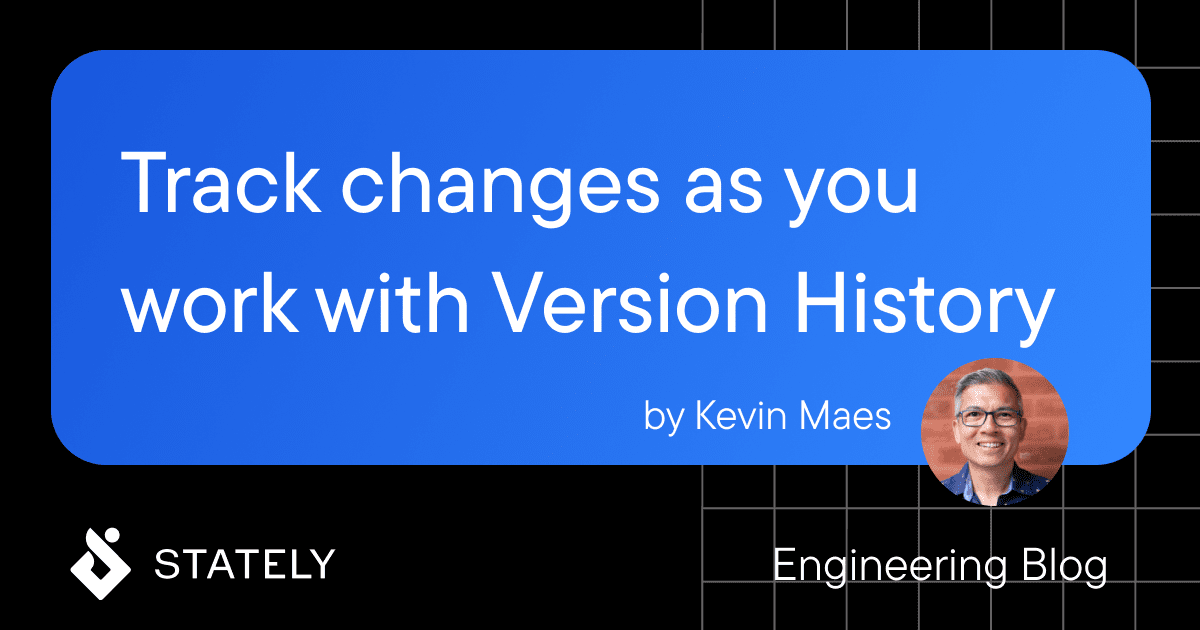 Track changes as you
work with Version History
by Kevin Maes
STATELY
Engineering Blog